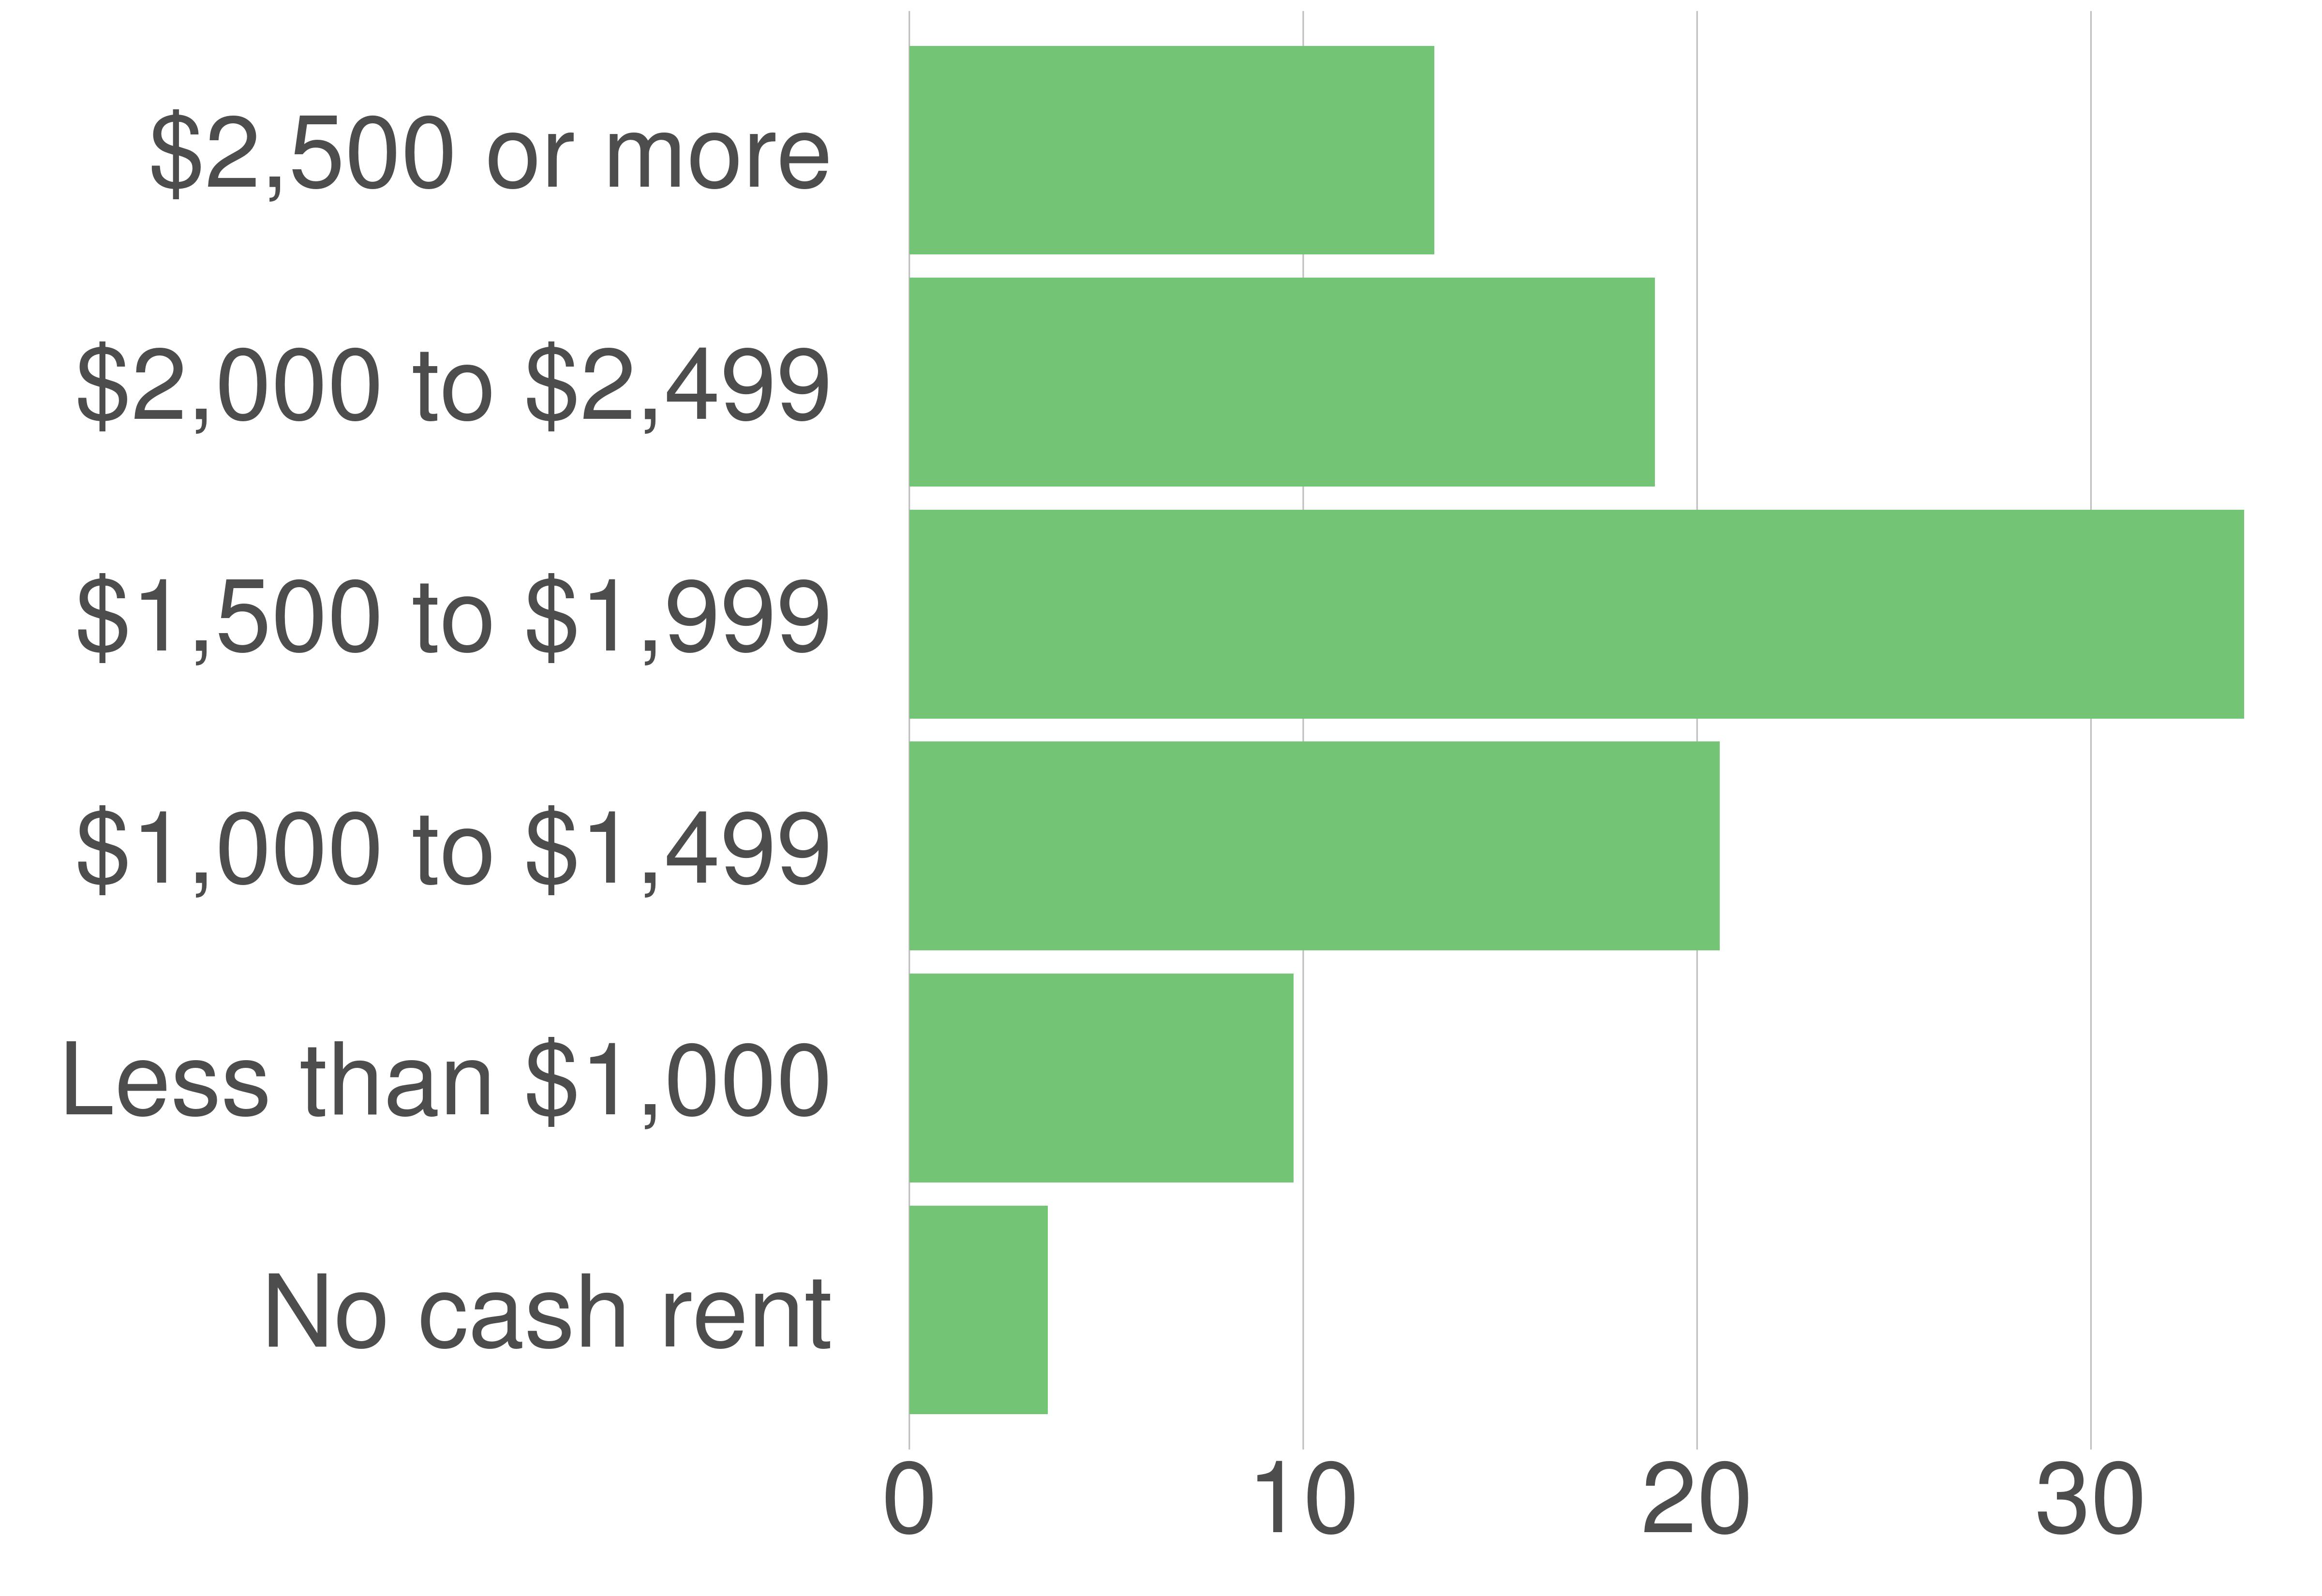 $2,500 or more
$2,000 to $2,499
$1,500 to $1,999
$1,000 to $1,499
Less than $1,000
No cash rent
0 10 20 30